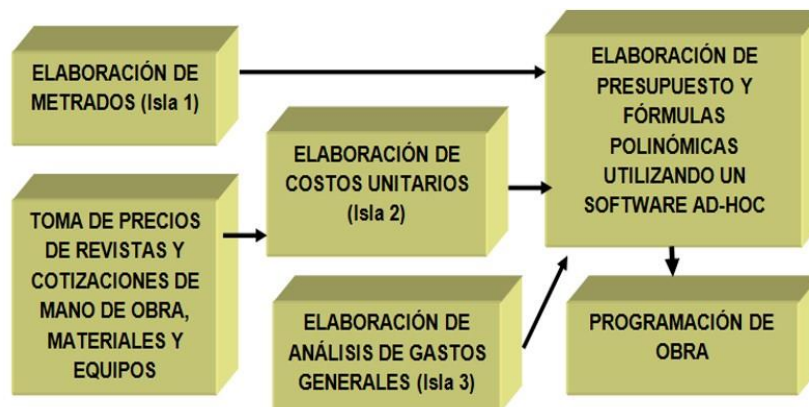 ELABORACIÓN DE
METRADOS (Isla 1)
TOMA DE PRECIOS
DE REVISTAS Y
COTIZACIONES DE
MANO DE OBRA,
MATERIALES Y
EQUIPOS
ELABORACIÓN DE
COSTOS UNITARIOS
(Isla 2)
ELABORACIÓN DE
ANÁLISIS DE GASTOS
GENERALES (Isla 3)
ELABORACIÓN DE
PRESUPUESTO Y
FÓRMULAS
POLINÓMICAS
UTILIZANDO UN
SOFTWARE AD-HOC
PROGRAMACIÓN DE
OBRA